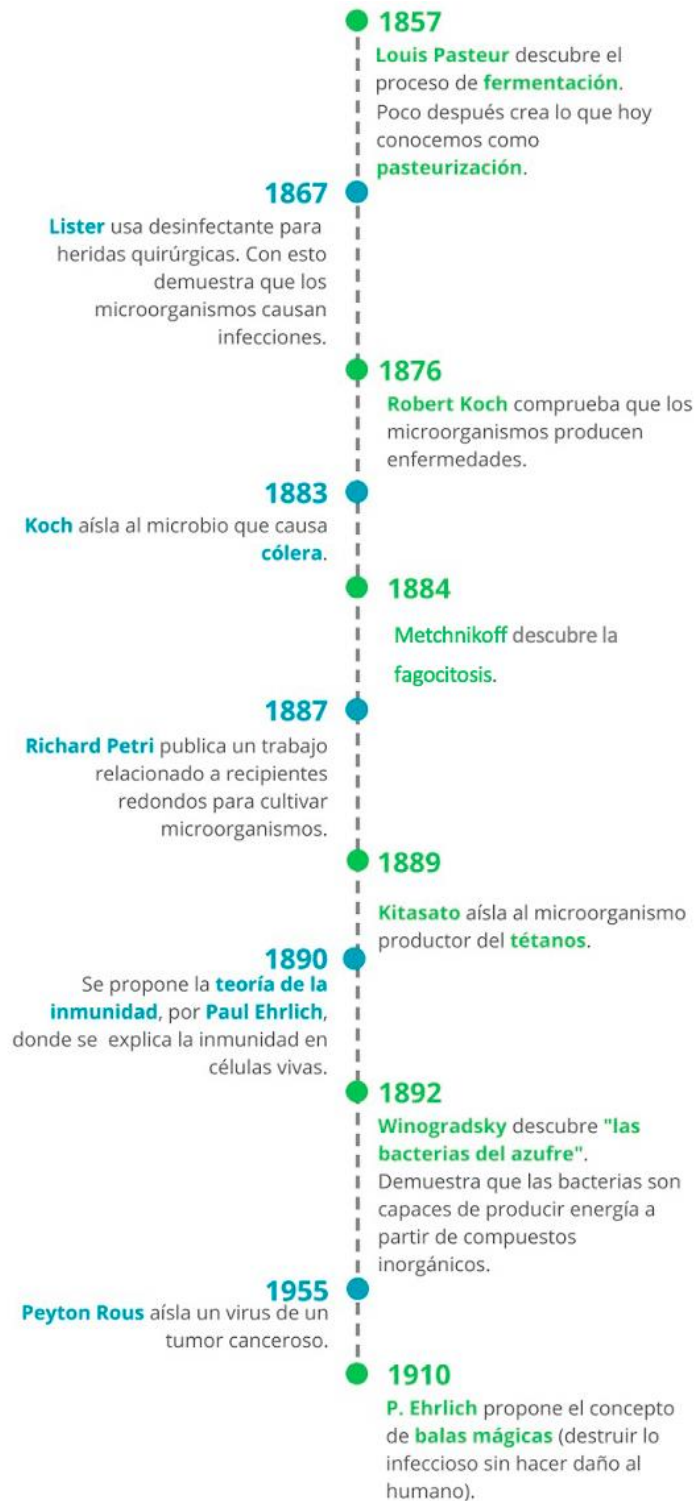 1857
Louis Pasteur descubre el
proceso de fermentación.
Poco después crea lo que hoy
conocemos como
pasteurización.
1867
Lister usa desinfectante para
heridas quirúrgicas. Con esto
demuestra que los
microorganismos causan
infecciones.
1876
Robert Koch comprueba que los
microorganismos producen
enfermedades.
1883
Koch aísla al microbio que causa
cólera.
1884
Metchnikoff descubre la
fagocitosis.
1887
Richard Petri publica un trabajo
relacionado a recipientes
redondos para cultivar
microorganismos.
1889
Kitasato aísla al microorganismo
productor del tétanos.
1890
Se propone la teoría de la
inmunidad, por Paul Ehrlich,
donde se explica la inmunidad en
células vivas.
1892
Winogradsky descubre "las
bacterias del azufre".
Demuestra que las bacterias son
capaces de producir energía a
partir de compuestos
inorgánicos.
1955
Peyton Rous aísla un virus de un
tumor canceroso.
1910
P. Ehrlich propone el concepto
de balas mágicas (destruir lo
infeccioso sin hacer daño al
humano).